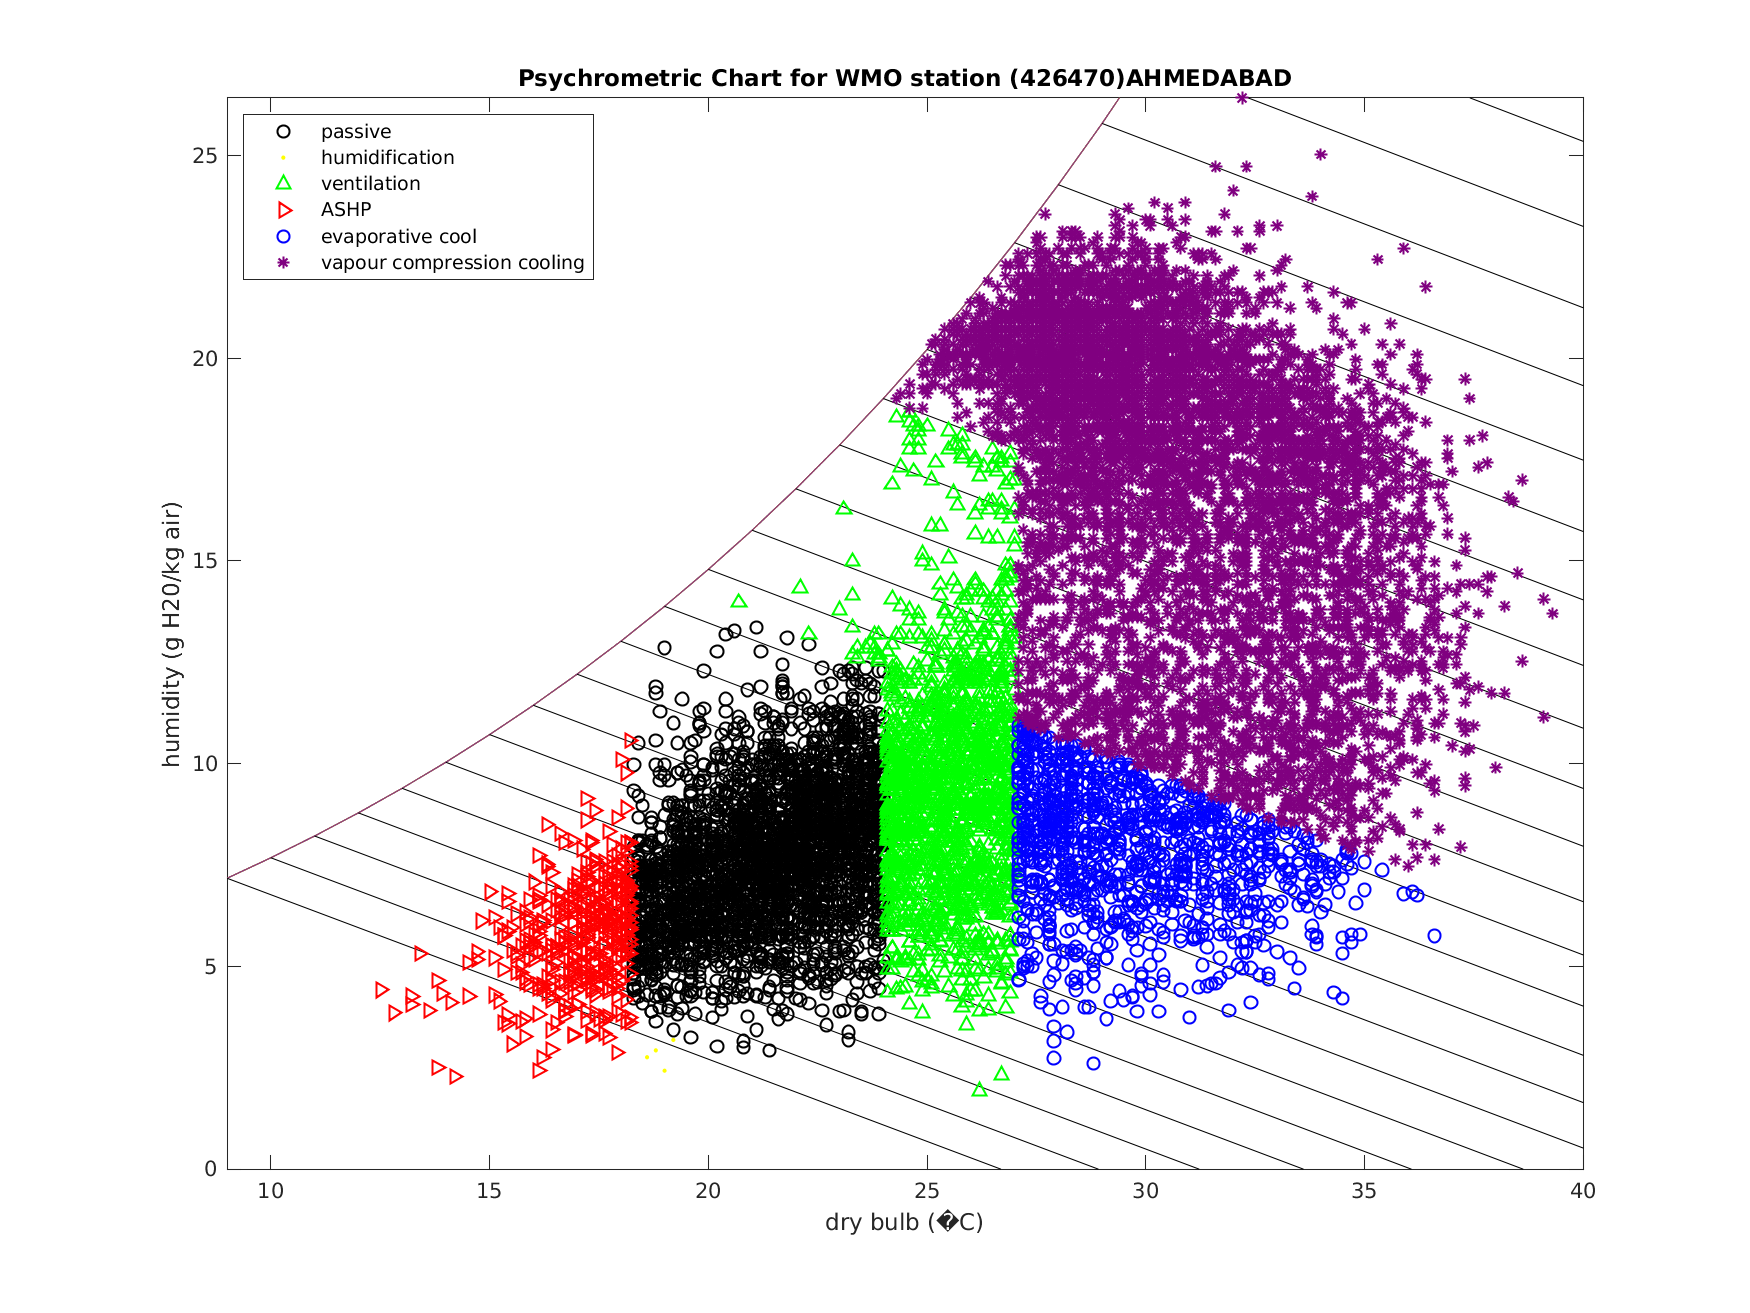 Psychrometric Chart for WMO station (426470)AHMEDABAD
passive
humidification
ventilation
ASHP
evaporative cool
vapour compression cooling
humidity (g H20/kg air)
25
20
15
10
5
0
10 15 20 25 30 35 40
dry bulb (�C)